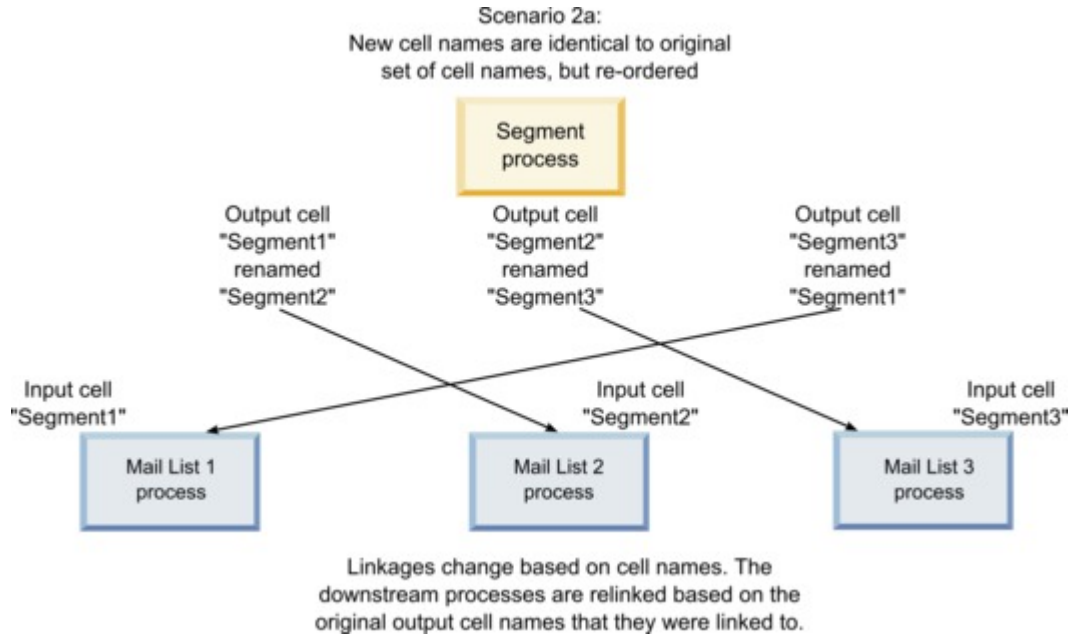 Scenario 2a:
New cell names are identical to original
set of cell names, but re-ordered
Segment
process
Output cell
"Segment1"
renamed
"Segment2"
Output cell
"Segment2"
renamed
"Segment3"
Output cell
"Segment3"
renamed
"Segment1"
Input cell
"Segment1"
Input cell
"Segment2"
Input cell
"Segment3"
Mail List 1
process
Mail List 2
process
Mail List 3
process
Linkages change based on cell names. The
downstream processes are relinked based on the
original output cell names that they were linked to.